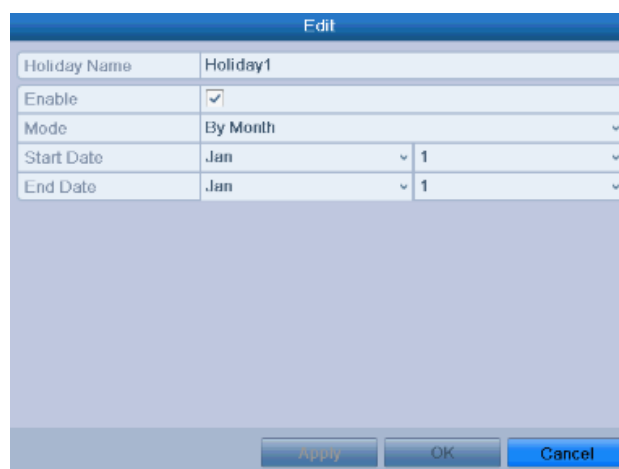 Edit
Holiday Name Holiday1
Enable
Mode By Month
Start Date Jan 1
End Date Jan 1
Apply OK Cancel